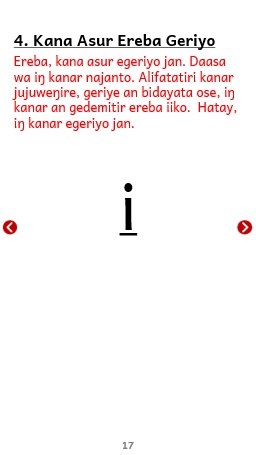 4. Kana Asur Ereba Geriyo
Ereba, kana asur egeriyo jan. Daasa
wa iŋ kanar najanto. Alifatatiri kanar
jujuweŋire, geriye an bidayata ose, iŋ
kanar an gedemitir ereba iiko.  Hatay,
iŋ kanar egeriyo jan.
i̲
17